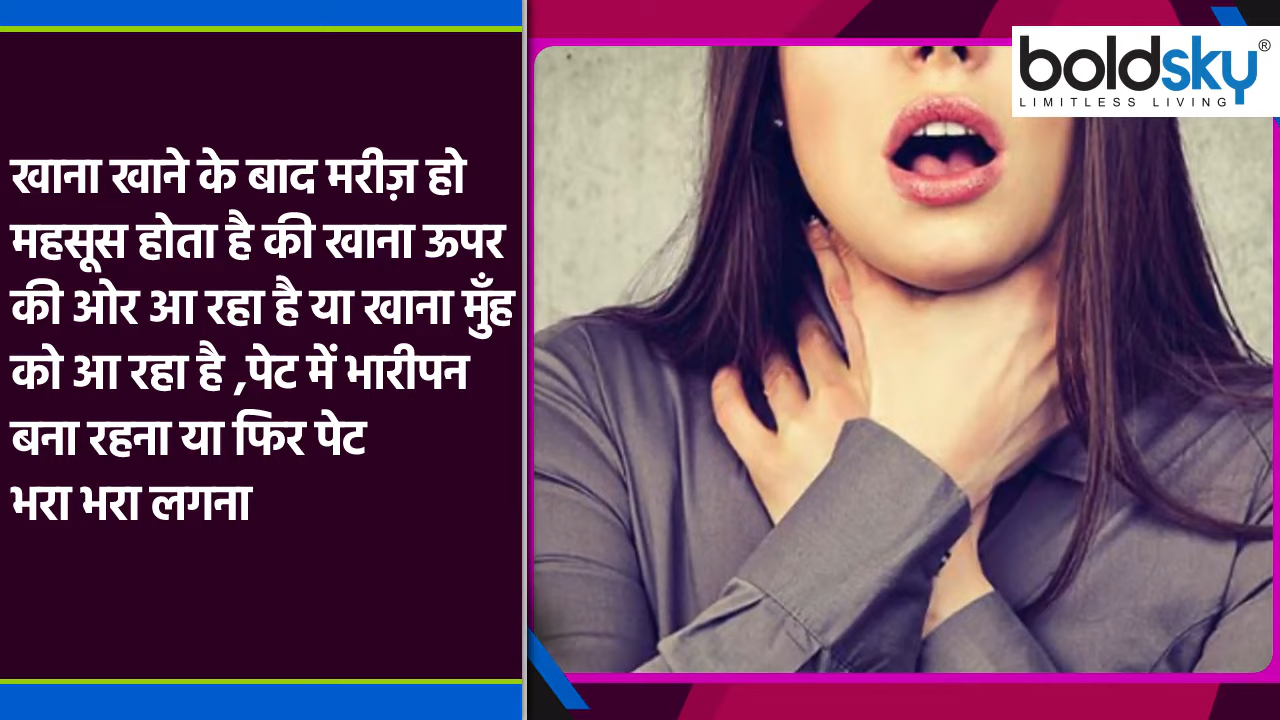 खाना खाने के बाद मरीज़ हो
महसूस होता है की खाना ऊपर
की ओर आ रहा है या खाना मुँह
को आ रहा है ,पेट में भारीपन
बना रहना या फिर पेट
भरा भरा लगना
boldsky®
LIMITLESS LIVING